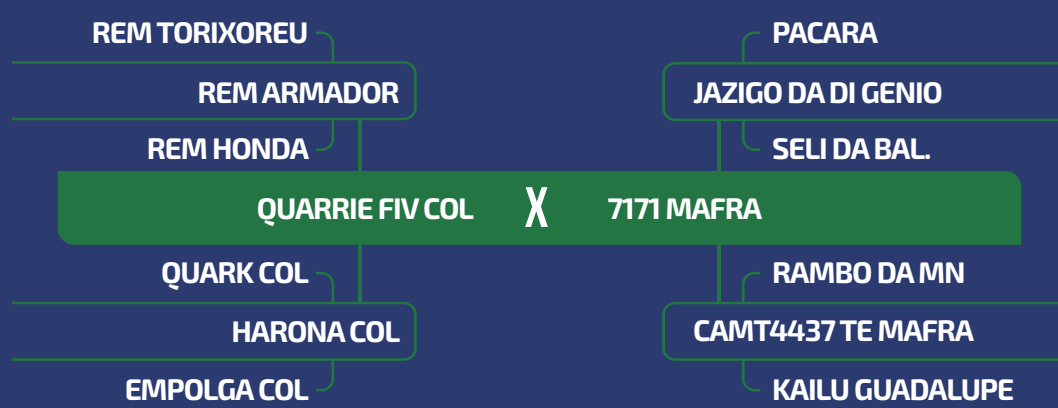 REM TORIXOREU
PACARA
REM ARMADOR
JAZIGO DA DI GENIO
REM HONDA
SELI DA BAL.
QUARRIE FIV COL X 7171 MAFRA
QUARK COL
RAMBO DA MN
HARONA COL
CAMT4437 TE MAFRA
EMPOLGA COL
KAILU GUADALUPE